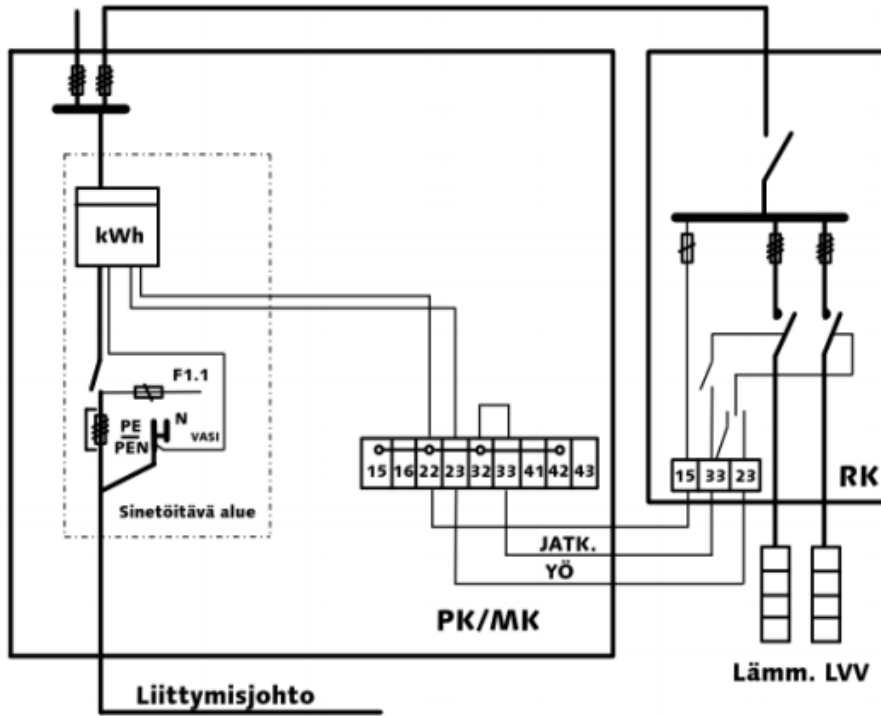 kWh
F1.1
PE
PEN
N
VASI
Sinetöitävä alue
15 16 22 23 32 33 41 42 43
15 33 23
RK
JATK.
YÖ
PK/MK
Lämm. LVV
Liittymisjohto